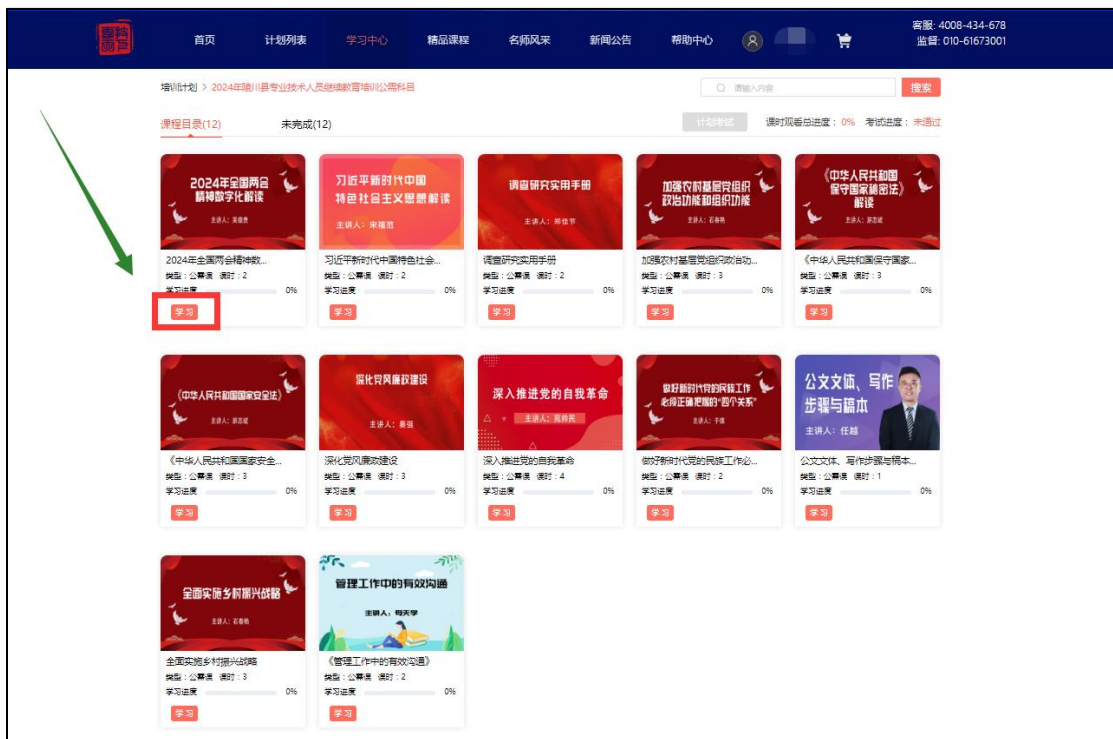 首页 计划列表 学习中心 精品课程 名师风采 新闻公告 帮助中心
客服: 4008-434-678
监督: 010-61673001
培训计划 > 2024年陵川县专业技术人员继续教育培训公需科目
请输入内容 搜索
课程目录(12) 未完成(12) 计划考试 课时观看总进度：0% 考试进度：未通过
2024年全国两会
精神数字化解读
习近平新时代中国
特色社会主义思想解读
主讲人：宋福范
调查研究实用手册
主讲人：郑佳节
加强农村基层党组织
政治功能和组织功能
主讲人：石春艳
《中华人民共和国
保守国家秘密法》
解读
2024年全国两会精神数...
类型：公需课 课时：2
学习进度 0%
学习
习近平新时代中国特色社会...
类型：公需课 课时：2
学习进度 0%
学习
调查研究实用手册
类型：公需课 课时：2
学习进度 0%
学习
加强农村基层党组织政治功...
类型：公需课 课时：3
学习进度 0%
学习
《中华人民共和国保守国家...
类型：公需课 课时：3
学习进度 0%
学习
《中华人民共和国国家安全法》
深化党风廉政建设
主讲人：秦强
深入推进党的自我革命
做好新时代党的民族工作
必须正确把握的"四个关系"
公文文体、写作
步骤与稿本
主讲人：任越
《中华人民共和国国家安全...
类型：公需课 课时：3
学习进度 0%
学习
深化党风廉政建设
类型：公需课 课时：3
学习进度 0%
学习
深入推进党的自我革命
类型：公需课 课时：4
学习进度 0%
学习
做好新时代党的民族工作必...
类型：公需课 课时：2
学习进度 0%
学习
公文文体、写作步骤与稿本...
类型：公需课 课时：1
学习进度 0%
学习
全面实施乡村振兴战略
主讲人：石春艳
管理工作中的有效沟通
主讲人：母天学
全面实施乡村振兴战略
类型：公需课 课时：3
学习进度 0%
学习
《管理工作中的有效沟通》
类型：公需课 课时：2
学习进度 0%
学习